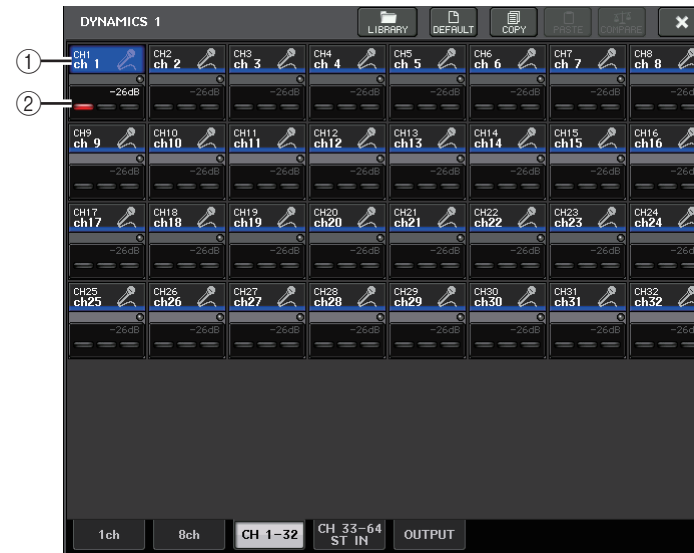 DYNAMICS 1
LIBRARY DEFAULT COPY PASTE COMPARE
① CH1 CH2 CH3 CH4 CH5 CH6 CH7 CH8
ch 1 ch 2 ch 3 ch 4 ch 5 ch 6 ch 7 ch 8
② -26dB -26dB -26dB -26dB -26dB -26dB -26dB -26dB
CH9 CH10 CH11 CH12 CH13 CH14 CH15 CH16
ch 9 ch10 ch11 ch12 ch13 ch14 ch15 ch16
-26dB -26dB -26dB -26dB -26dB -26dB -26dB -26dB
CH17 CH18 CH19 CH20 CH21 CH22 CH23 CH24
ch17 ch18 ch19 ch20 ch21 ch22 ch23 ch24
-26dB -26dB -26dB -26dB -26dB -26dB -26dB -26dB
CH25 CH26 CH27 CH28 CH29 CH30 CH31 CH32
ch25 ch26 ch27 ch28 ch29 ch30 ch31 ch32
-26dB -26dB -26dB -26dB -26dB -26dB -26dB -26dB
1ch 8ch CH 1-32 CH 33-64 OUTPUT
ST IN